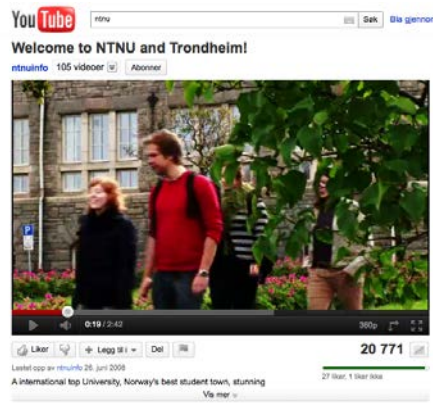 YouTube ntnu Søk Bla gjennom
Welcome to NTNU and Trondheim!
ntnuinfo 105 videoer Abonner
P
0:19 / 2:42 360p
Liker + Legg til i Del 20 771
Lastet opp av ntnuinfo 26. juni 2008
27 liker, 1 liker ikke
A international top University, Norway's best student town, stunning
Vis mer